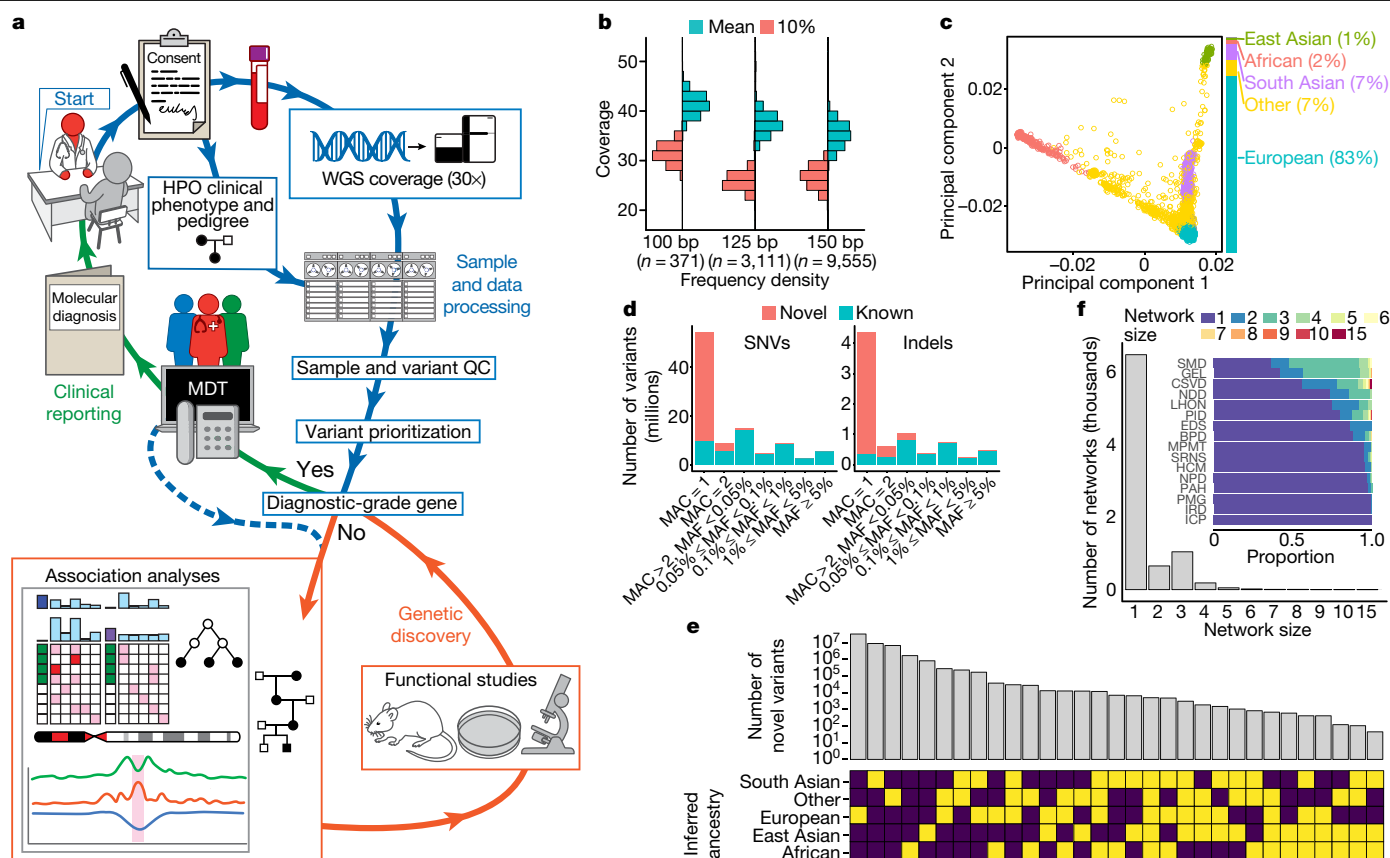 a
Consent
Start
WGS coverage (30×)
HPO clinical
phenotype and
pedigree
Sample
and data
processing
Molecular
diagnosis
Clinical
reporting
MDT
Sample and variant QC
Variant prioritization
Yes
Diagnostic-grade gene
No
Association analyses
Genetic
discovery
Functional studies
b
Mean
10%
Coverage
50
40
30
20
100 bp
125 bp
150 bp
(n = 371)
(n = 3,111)
(n = 9,555)
Frequency density
c
Principal component 2
0.02
0
−0.02
−0.02
0
0.02
Principal component 1
East Asian (1%)
African (2%)
South Asian (7%)
Other (7%)
European (83%)
d
Novel
Known
Number of variants
(millions)
SNVs
40
20
0
MAC = 1
MAC = 2
MAC > 2, MAF < 0.05%
0.05% ≤ MAF < 0.1%
0.1% ≤ MAF < 1%
1% ≤ MAF < 5%
MAF ≥ 5%
Indels
4
3
2
1
0
MAC = 1
MAC = 2
MAC > 2, MAF < 0.05%
0.05% ≤ MAF < 0.1%
0.1% ≤ MAF < 1%
1% ≤ MAF < 5%
MAF ≥ 5%
e
Number of
novel variants
10⁷
10⁶
10⁵
10⁴
10³
10²
10¹
10⁰
Inferred
ancestry
South Asian
Other
European
East Asian
African
f
Network
size
1 2 3 4 5 6
7 8 9 10 15
Number of networks (thousands)
6
4
2
0
SMD
GEL
CSVD
NDD
LHON
PID
EDS
BPD
MPMT
SRNS
HCM
NPD
PAH
PMG
IRD
ICP
0 0.5 1.0
Proportion
1 2 3 4 5 6 7 8 9 10 15
Network size